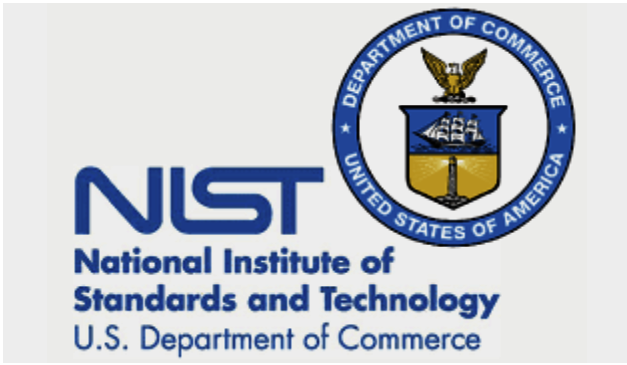 DEPARTMENT OF COMMERCE
UNITED STATES OF AMERICA
NIST
National Institute of
Standards and Technology
U.S. Department of Commerce